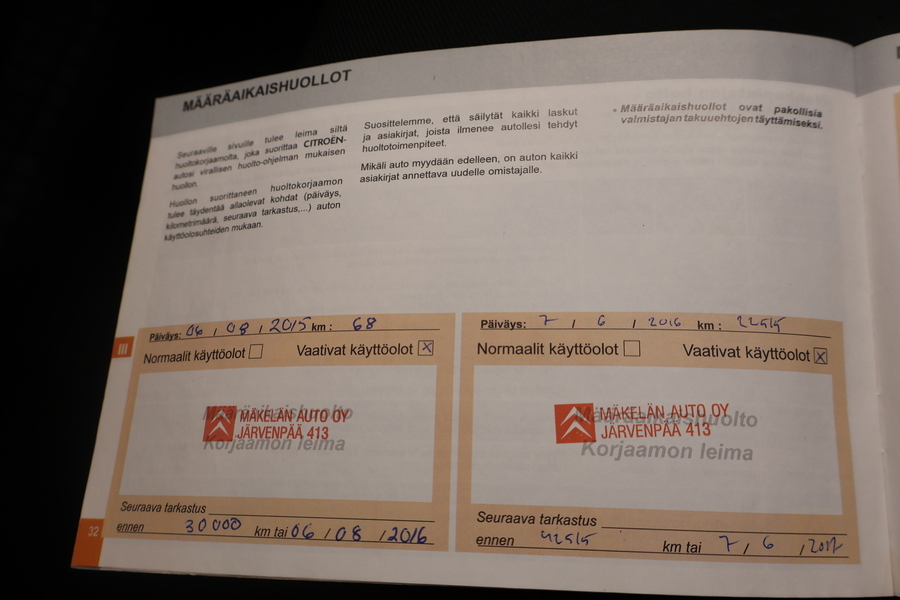 MÄÄRÄAIKAISHUOLLOT
Seuraaville sivuille tulee leima siltä
huoltokorjaamolta, joka suorittaa CITROËN-
autosi virallisen huolto-ohjelman mukaisen
huollon.
Huollon suorittaneen huoltokorjaamon
tulee täydentää allaolevat kohdat (päiväys,
kilometrimäärä, seuraava tarkastus,...) auton
käyttöolosuhteiden mukaan.
Suosittelemme, että säilytät kaikki laskut
ja asiakirjat, joista ilmenee autollesi tehdyt
huoltotoimenpiteet.
Mikäli auto myydään edelleen, on auton kaikki
asiakirjat annettava uudelle omistajalle.
• Määräaikaishuollot ovat pakollisia
valmistajan takuuehtojen täyttämiseksi.
III
Päiväys: 06 / 08 / 2015 km : 68
Normaalit käyttöolot Vaativat käyttöolot X
Määräaikaishuolto
MÄKELÄN AUTO OY
JÄRVENPÄÄ 413
Korjaamon leima
Seuraava tarkastus
ennen 30000 km tai 06 / 08 / 2016
Päiväys: 7 / 6 / 2016 km : 22515
Normaalit käyttöolot Vaativat käyttöolot X
Määräaikaishuolto
MÄKELÄN AUTO OY
JÄRVENPÄÄ 413
Korjaamon leima
Seuraava tarkastus
ennen 42515 km tai 7 / 6 / 2017
32